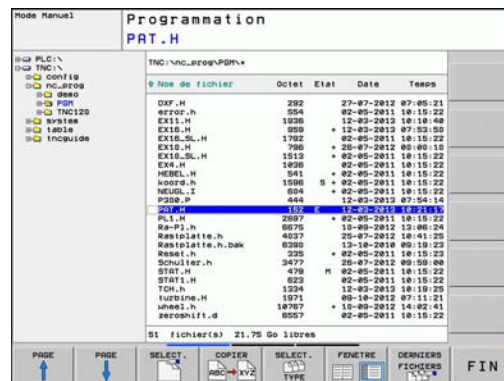 Mode Manuel
Programmation
PAT.H
PLC:\
TNC:\
config
nc_prog
demo
PGM
TNC128
system
table
tncguide
TNC:\nc_prog\PGM\*
Nom de fichier Octet Etat Date Temps
DXF.H 292 27-07-2012 07:05:21
error.h 554 02-05-2011 10:15:22
EX11.H 1936 12-03-2013 10:10:40
EX16.H 959 + 12-03-2013 07:53:50
EX16_SL.H 1792 02-05-2011 10:15:22
EX18.H 796 + 26-07-2012 08:08:10
EX18_SL.H 1513 + 02-05-2011 10:15:22
EX4.H 1036 02-05-2011 10:15:22
HEBEL.H 541 + 02-05-2011 10:15:22
koord.h 1596 S + 02-05-2011 10:15:22
NEUGL.I 684 + 02-05-2011 10:15:22
P300.P 444 12-03-2013 07:54:14
PAT.H 152 E 12-03-2013 10:21:17
PL1.H 2697 + 02-05-2011 10:15:22
Ra-Pl.h 6675 18-09-2012 13:06:24
Rastplatte.h 4837 25-07-2012 10:41:25
Rastplatte.h.bak 6398 13-10-2010 09:19:23
Reset.h 335 + 02-05-2011 10:15:23
Schulter.h 3477 26-07-2012 09:59:00
STAT.H 479 M 02-05-2011 10:15:22
STAT1.H 623 02-05-2011 10:15:22
TCH.h 1334 12-03-2013 10:19:25
turbine.H 1971 09-10-2012 07:11:21
wheel.h 10767 + 18-09-2012 14:02:41
zeroshift.d 6557 02-05-2011 10:15:22
51 fichier(s) 21.75 Go libres
PAGE PAGE SELECT. COPIER SELECT. FENETRE DERNIERS FICHIERS FIN
ABC XYZ TYPE